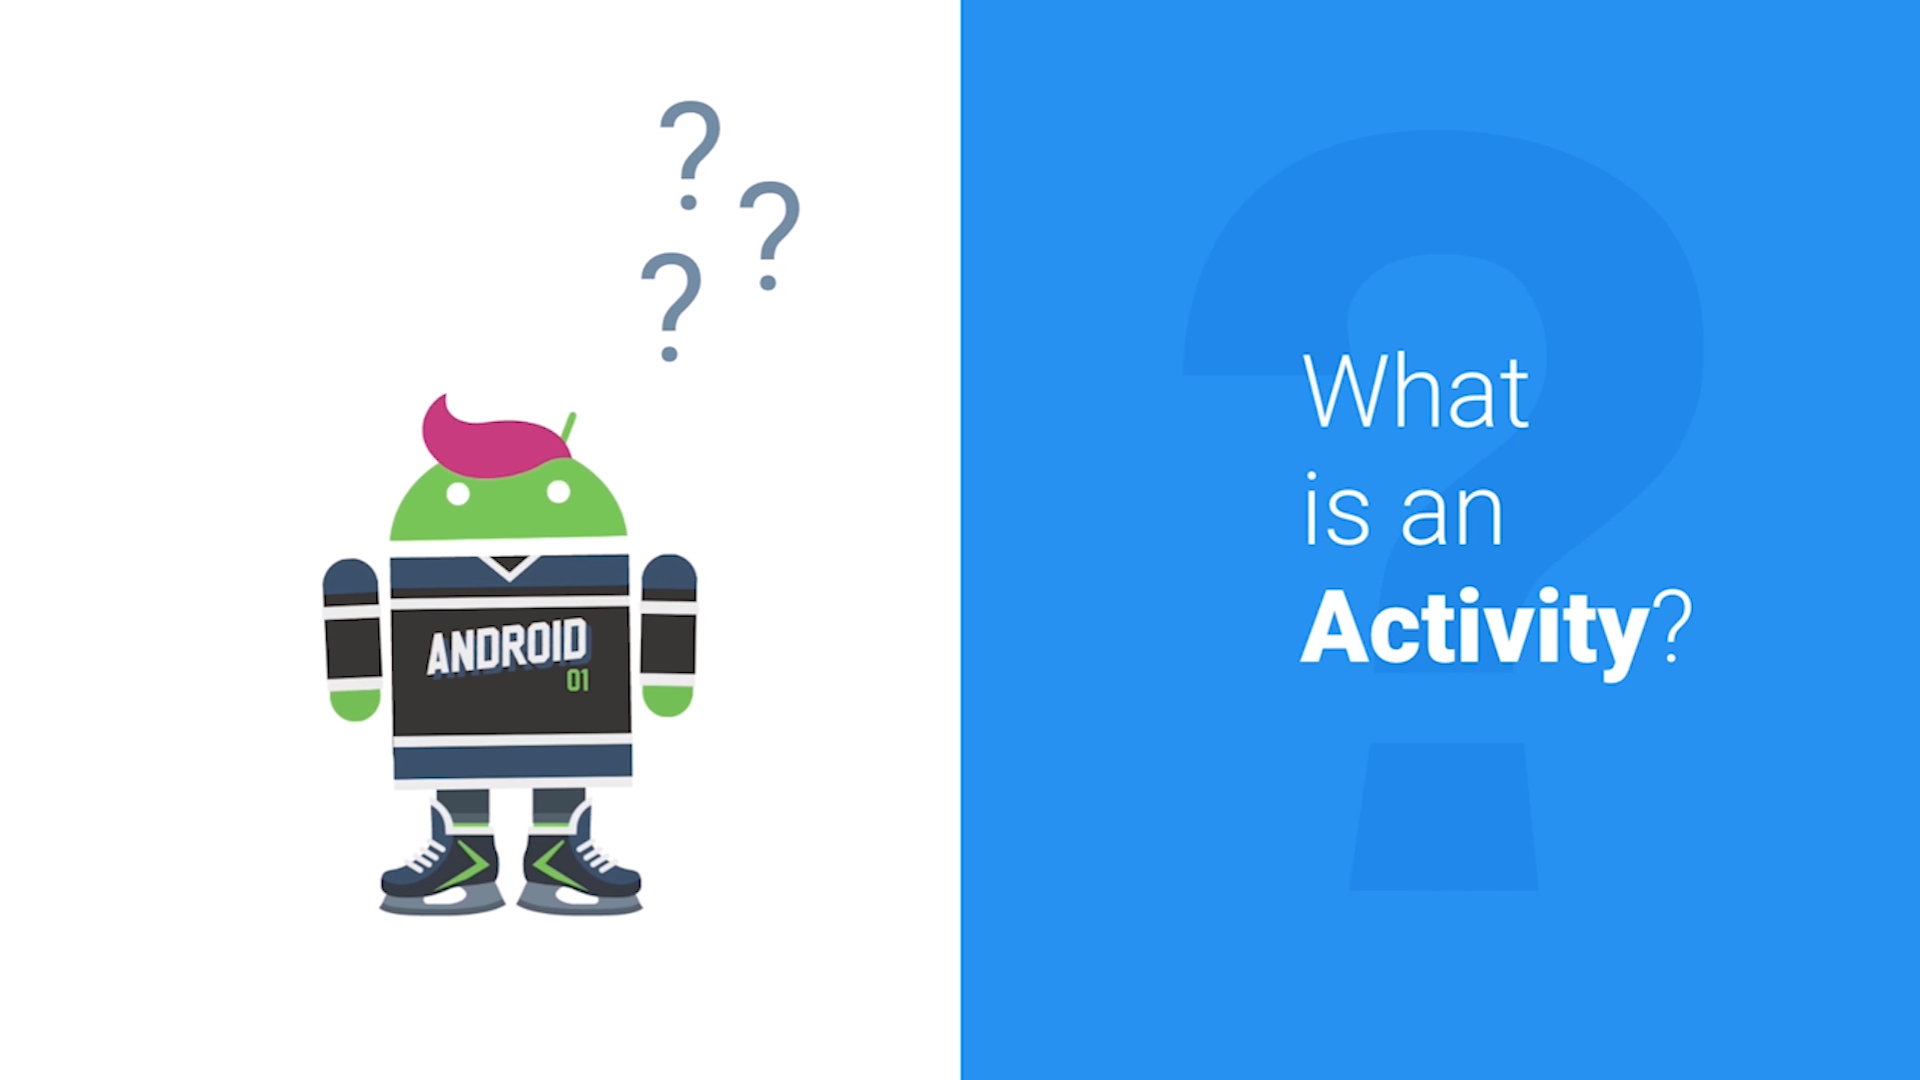 ?
?
?
ANDROID
01
What
is an
Activity?